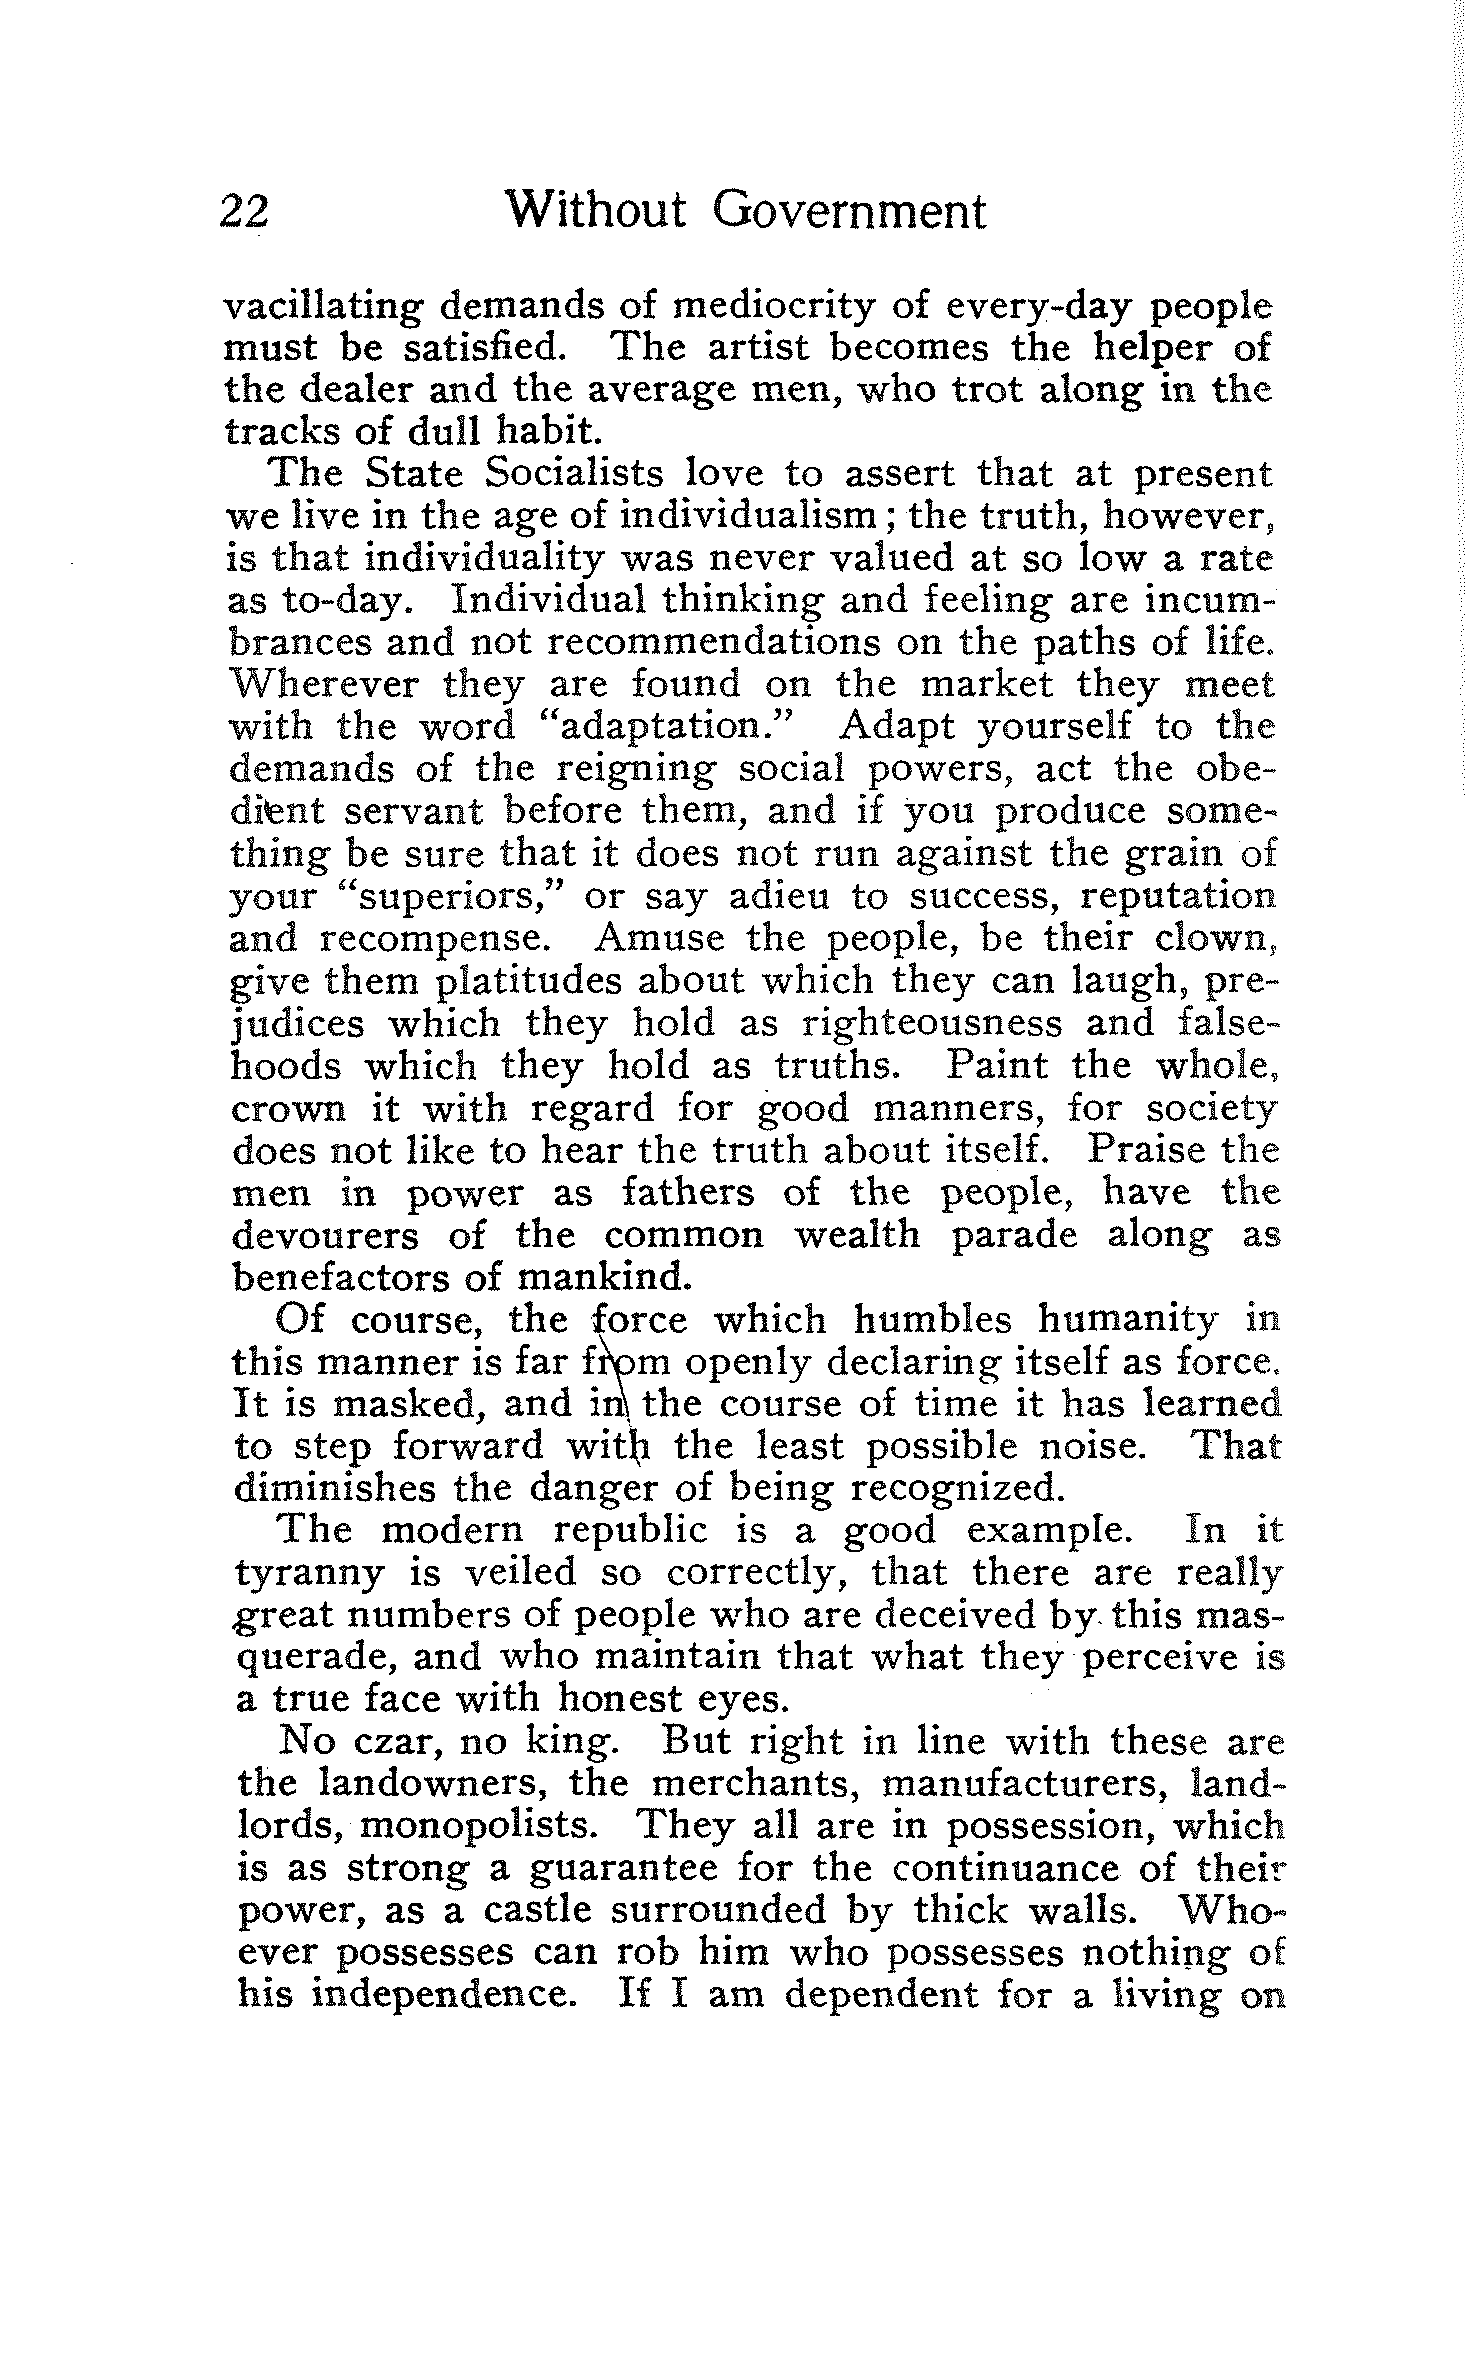 22 Without Government
vacillating demands of mediocrity of every-day people
must be satisfied. The artist becomes the helper of
the dealer and the average men, who trot along in the
tracks of dull habit.
The State Socialists love to assert that at present
we live in the age of individualism; the truth, however,
is that individuality was never valued at so low a rate
as to-day. Individual thinking and feeling are incum-
brances and not recommendations on the paths of life.
Wherever they are found on the market they meet
with the word "adaptation." Adapt yourself to the
demands of the reigning social powers, act the obe-
dient servant before them, and if you produce some-
thing be sure that it does not run against the grain of
your "superiors," or say adieu to success, reputation
and recompense. Amuse the people, be their clown,
give them platitudes about which they can laugh, pre-
judices which they hold as righteousness and false-
hoods which they hold as truths. Paint the whole,
crown it with regard for good manners, for society
does not like to hear the truth about itself. Praise the
men in power as fathers of the people, have the
devourers of the common wealth parade along as
benefactors of mankind.
Of course, the force which humbles humanity in
this manner is far from openly declaring itself as force.
It is masked, and in the course of time it has learned
to step forward with the least possible noise. That
diminishes the danger of being recognized.
The modern republic is a good example. In it
tyranny is veiled so correctly, that there are really
great numbers of people who are deceived by this mas-
querade, and who maintain that what they perceive is
a true face with honest eyes.
No czar, no king. But right in line with these are
the landowners, the merchants, manufacturers, land-
lords, monopolists. They all are in possession, which
is as strong a guarantee for the continuance of their
power, as a castle surrounded by thick walls. Who-
ever possesses can rob him who possesses nothing of
his independence. If I am dependent for a living on